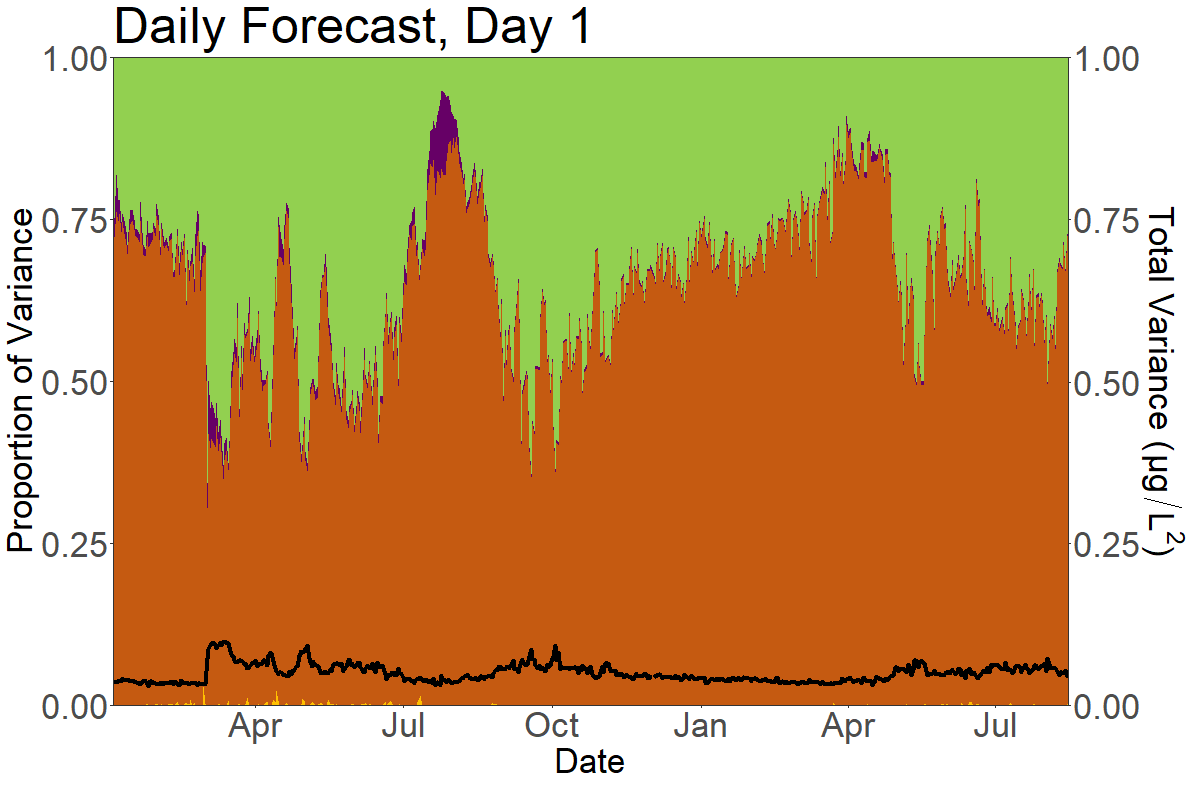 Daily Forecast, Day 1
1.00
0.75
0.50
0.25
0.00
Proportion of Variance
1.00
0.75
0.50
0.25
0.00
Total Variance (μg/L²)
Apr
Jul
Oct
Jan
Apr
Jul
Date